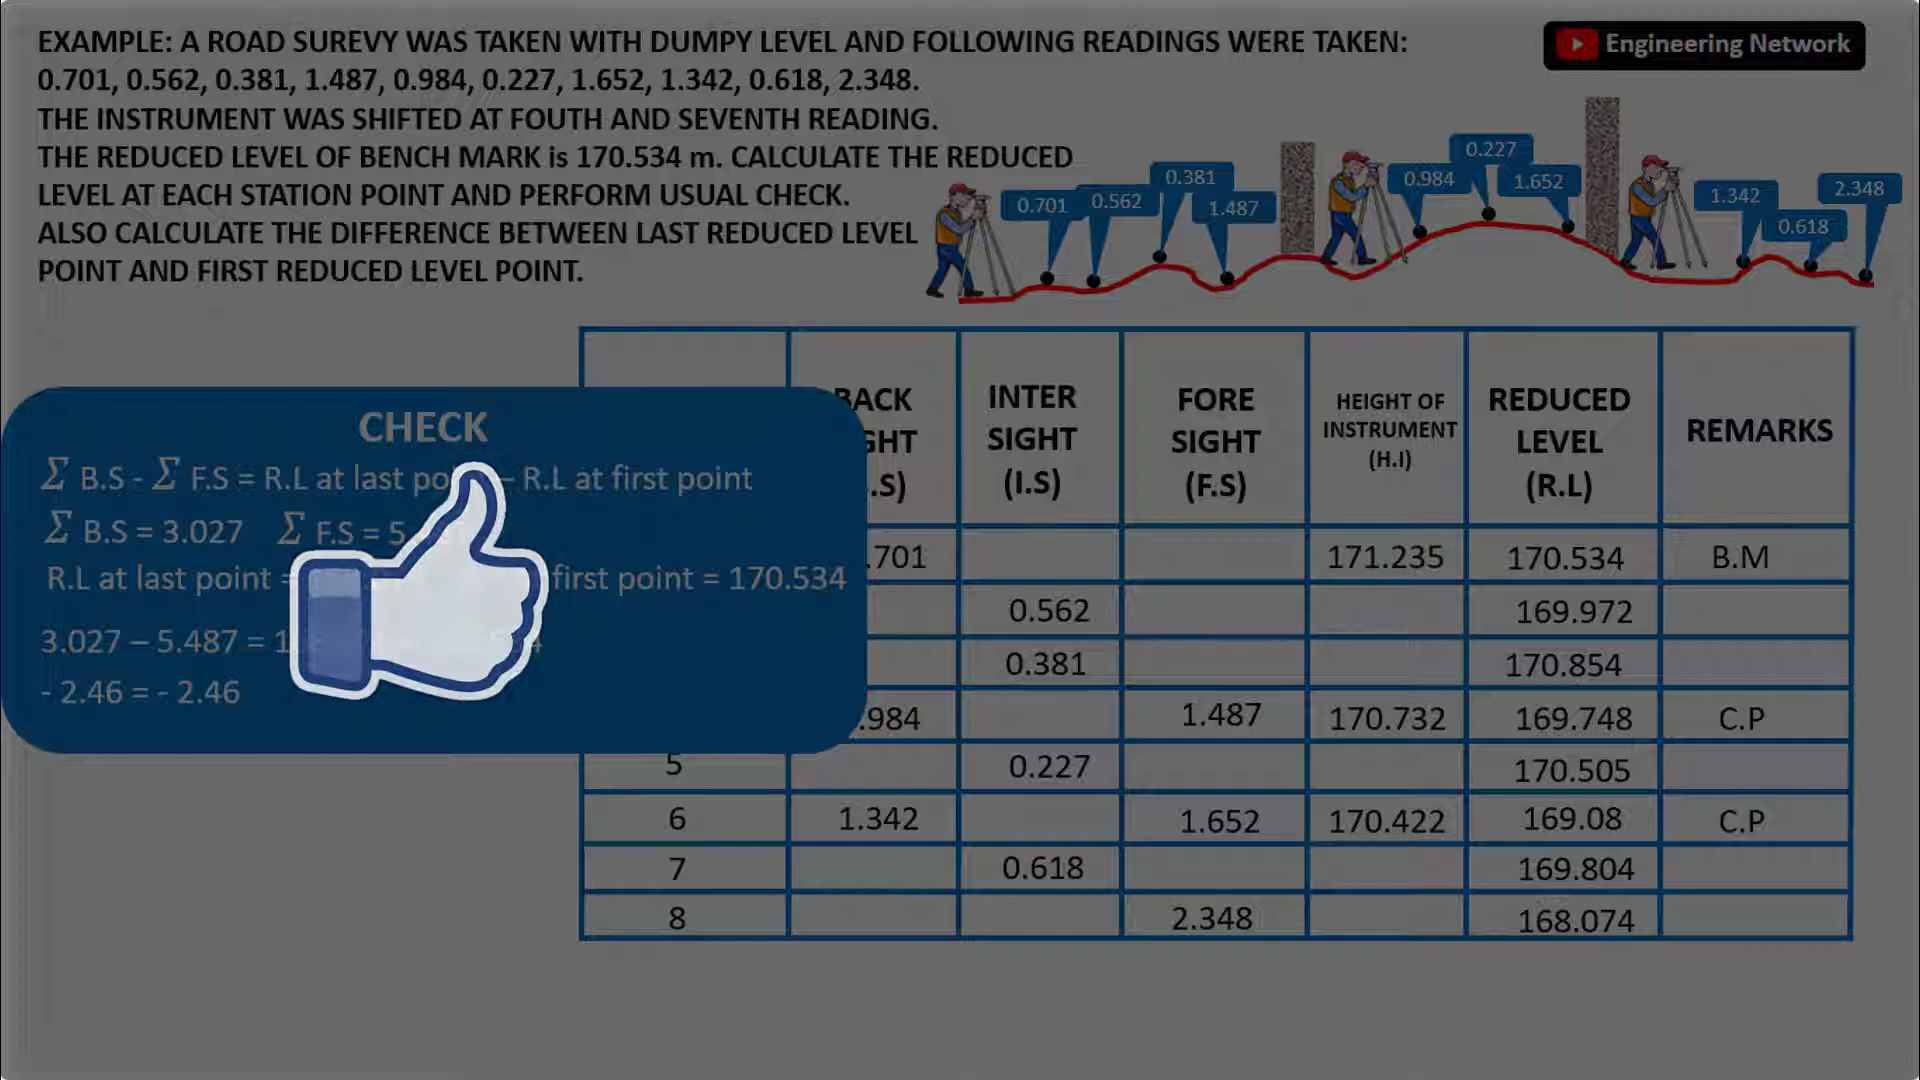 EXAMPLE: A ROAD SUREVY WAS TAKEN WITH DUMPY LEVEL AND FOLLOWING READINGS WERE TAKEN:
0.701, 0.562, 0.381, 1.487, 0.984, 0.227, 1.652, 1.342, 0.618, 2.348.
THE INSTRUMENT WAS SHIFTED AT FOUTH AND SEVENTH READING.
THE REDUCED LEVEL OF BENCH MARK is 170.534 m. CALCULATE THE REDUCED
LEVEL AT EACH STATION POINT AND PERFORM USUAL CHECK.
ALSO CALCULATE THE DIFFERENCE BETWEEN LAST REDUCED LEVEL
POINT AND FIRST REDUCED LEVEL POINT.
Engineering Network
0.701 0.562 0.381 1.487 0.984 0.227 1.652 1.342 0.618 2.348
CHECK
Σ B.S - Σ F.S = R.L at last – R.L at first point
Σ B.S = 3.027 Σ F.S =
R.L at last point = first point = 170.534
3.027 – 5.487 =
- 2.46 = - 2.46
INTER SIGHT (I.S)
FORE SIGHT (F.S)
HEIGHT OF INSTRUMENT (H.I)
REDUCED LEVEL (R.L)
REMARKS
.701 171.235 170.534 B.M
0.562 169.972
0.381 170.854
.984 1.487 170.732 169.748 C.P
5 0.227 170.505
6 1.342 1.652 170.422 169.08 C.P
7 0.618 169.804
8 2.348 168.074